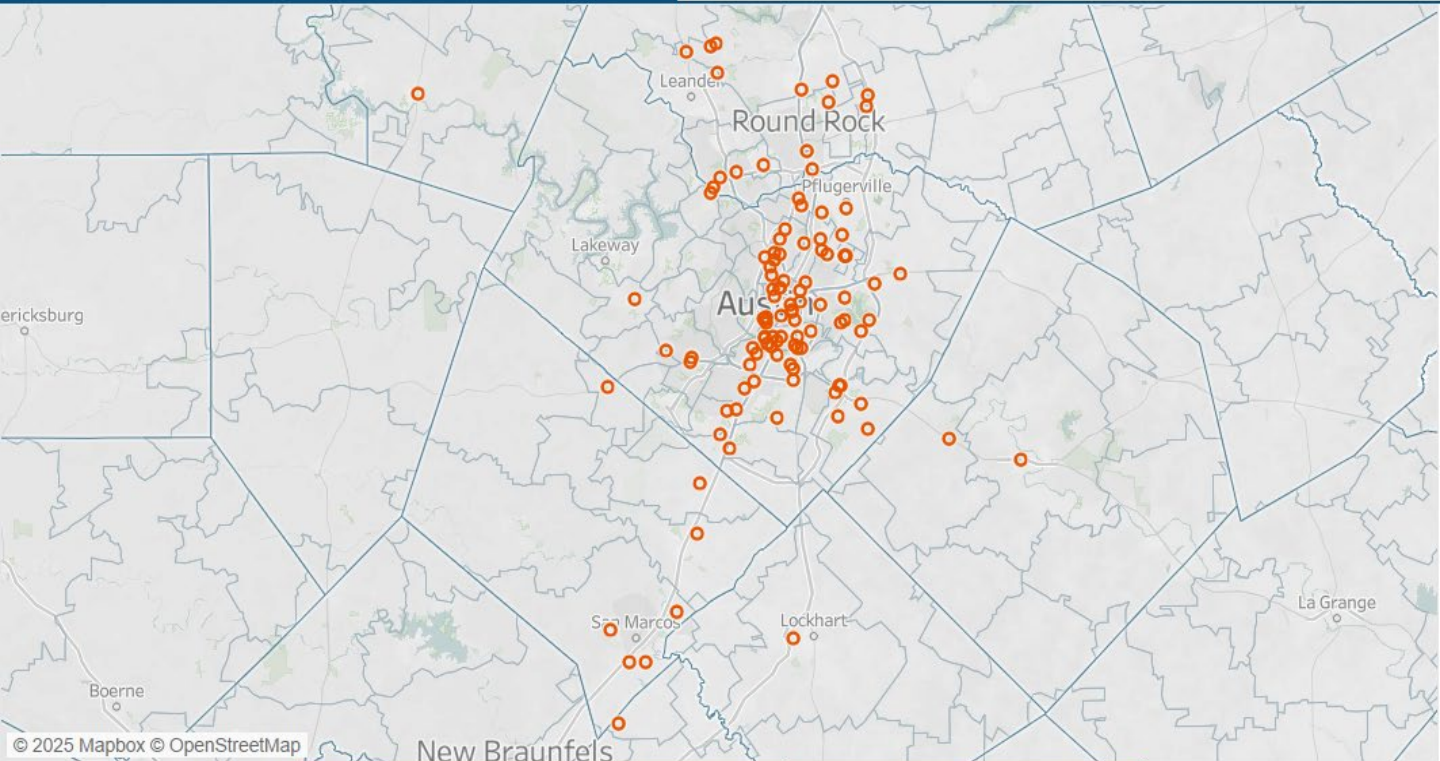 Leander
Round Rock
Pflugerville
Lakeway
Austin
ericksburg
San Marcos
Lockhart
La Grange
Boerne
New Braunfels
© 2025 Mapbox © OpenStreetMap